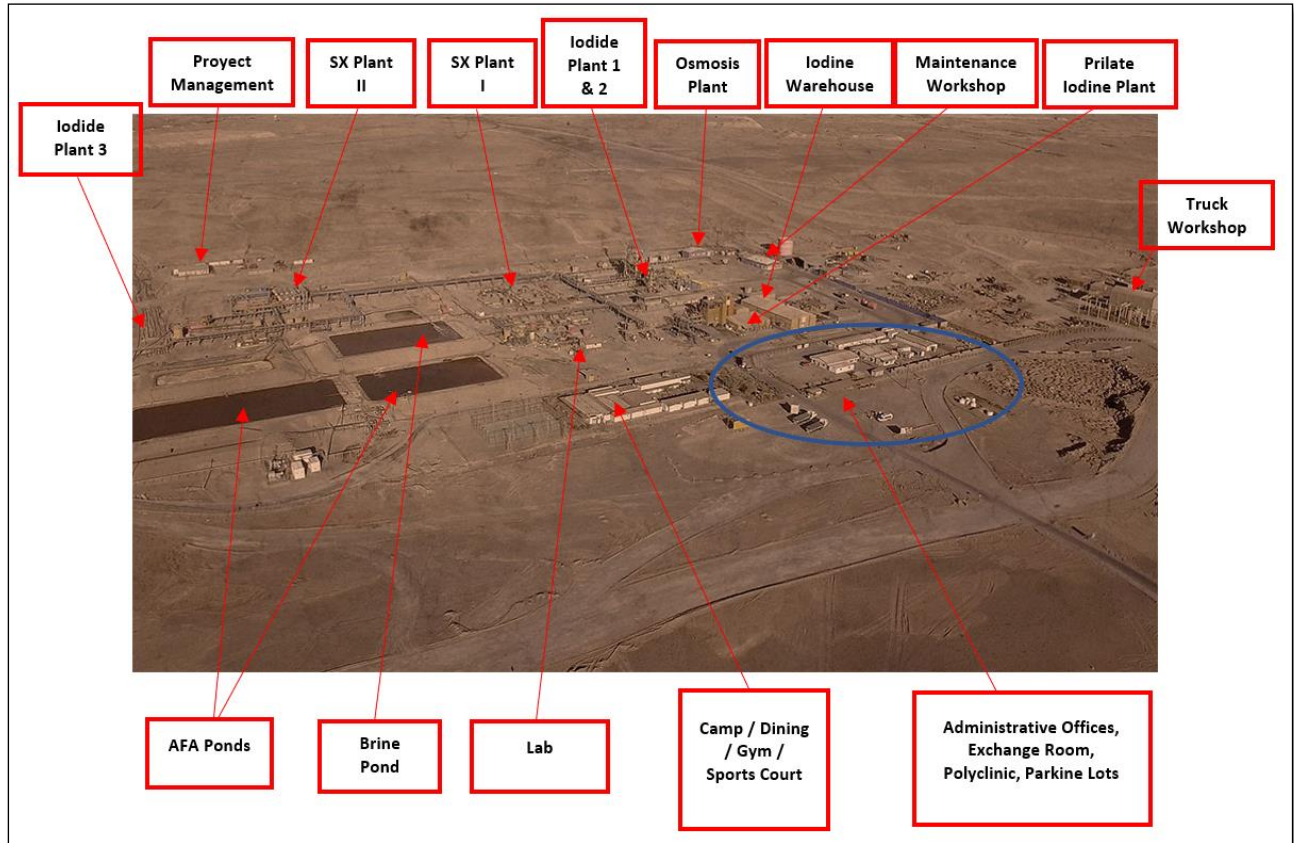 Iodide
Plant 3
Proyect
Management
SX Plant
II
SX Plant
I
Iodide
Plant 1
& 2
Osmosis
Plant
Iodine
Warehouse
Maintenance
Workshop
Prilate
Iodine Plant
Truck
Workshop
AFA Ponds
Brine
Pond
Lab
Camp / Dining
/ Gym /
Sports Court
Administrative Offices,
Exchange Room,
Polyclinic, Parkine Lots